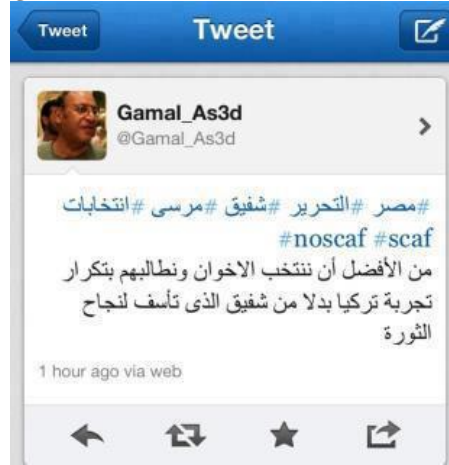 Tweet Tweet
Gamal_As3d
@Gamal_As3d
#مصر #التحرير #شفيق #مرسى #انتخابات
#noscaf #scaf
من الأفضل أن ننتخب الاخوان ونطالبهم بتكرار
تجربة تركيا بدلا من شفيق الذى تأسف لنجاح
الثورة
1 hour ago via web